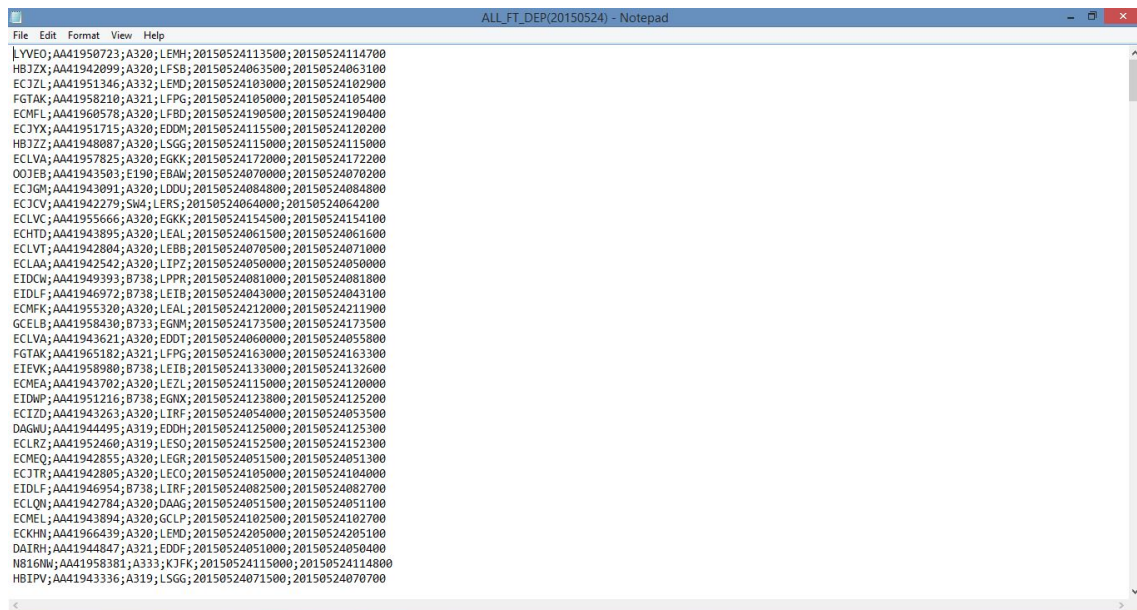 ALL_FT_DEP(20150524) - Notepad
File Edit Format View Help
LYVEO;AA41950723;A320;LEMH;20150524113500;20150524114700
HBJZX;AA41942099;A320;LFSB;20150524063500;20150524063100
ECJZL;AA41951346;A332;LEMD;20150524103000;20150524102900
FGTAK;AA41958210;A321;LFPG;20150524105000;20150524105400
ECMFL;AA41960578;A320;LFBD;20150524190500;20150524190400
ECJYX;AA41951715;A320;EDDM;20150524115500;20150524120200
HBJZZ;AA41948087;A320;LSGG;20150524115000;20150524115000
ECLVA;AA41957825;A320;EGKK;20150524172000;20150524172200
OOJEB;AA41943503;E190;EBAW;20150524070000;20150524070200
ECJGM;AA41943091;A320;LDDU;20150524084800;20150524084800
ECJCV;AA41942279;SW4;LERS;20150524064000;20150524064200
ECLVC;AA41955666;A320;EGKK;20150524154500;20150524154100
ECHTD;AA41943895;A320;LEAL;20150524061500;20150524061600
ECLVT;AA41942804;A320;LEBB;20150524070500;20150524071000
ECLAA;AA41942542;A320;LIPZ;20150524050000;20150524050000
EIDCW;AA41949393;B738;LPPR;20150524081000;20150524081800
EIDLF;AA41946972;B738;LEIB;20150524043000;20150524043100
ECMFK;AA41955320;A320;LEAL;20150524212000;20150524211900
GCELB;AA41958430;B733;EGNM;20150524173500;20150524173500
ECLVA;AA41943621;A320;EDDT;20150524060000;20150524055800
FGTAK;AA41965182;A321;LFPG;20150524163000;20150524163300
EIEVK;AA41958980;B738;LEIB;20150524133000;20150524132600
ECMEA;AA41943702;A320;LEZL;20150524115000;20150524120000
EIDWP;AA41951216;B738;EGNX;20150524123800;20150524125200
ECIZD;AA41943263;A320;LIRF;20150524054000;20150524053500
DAGWU;AA41944495;A319;EDDH;20150524125000;20150524125300
ECLRZ;AA41952460;A319;LESO;20150524152500;20150524152300
ECMEQ;AA41942855;A320;LEGR;20150524051500;20150524051300
ECJTR;AA41942805;A320;LECO;20150524105000;20150524104000
EIDLF;AA41946954;B738;LIRF;20150524082500;20150524082700
ECLQN;AA41942784;A320;DAAG;20150524051500;20150524051100
ECMEL;AA41943894;A320;GCLP;20150524102500;20150524102700
ECKHN;AA41966439;A320;LEMD;20150524205000;20150524205100
DAIRH;AA41944847;A321;EDDF;20150524051000;20150524050400
N816NW;AA41958381;A333;KJFK;20150524115000;20150524114800
HBIPV;AA41943336;A319;LSGG;20150524071500;20150524070700